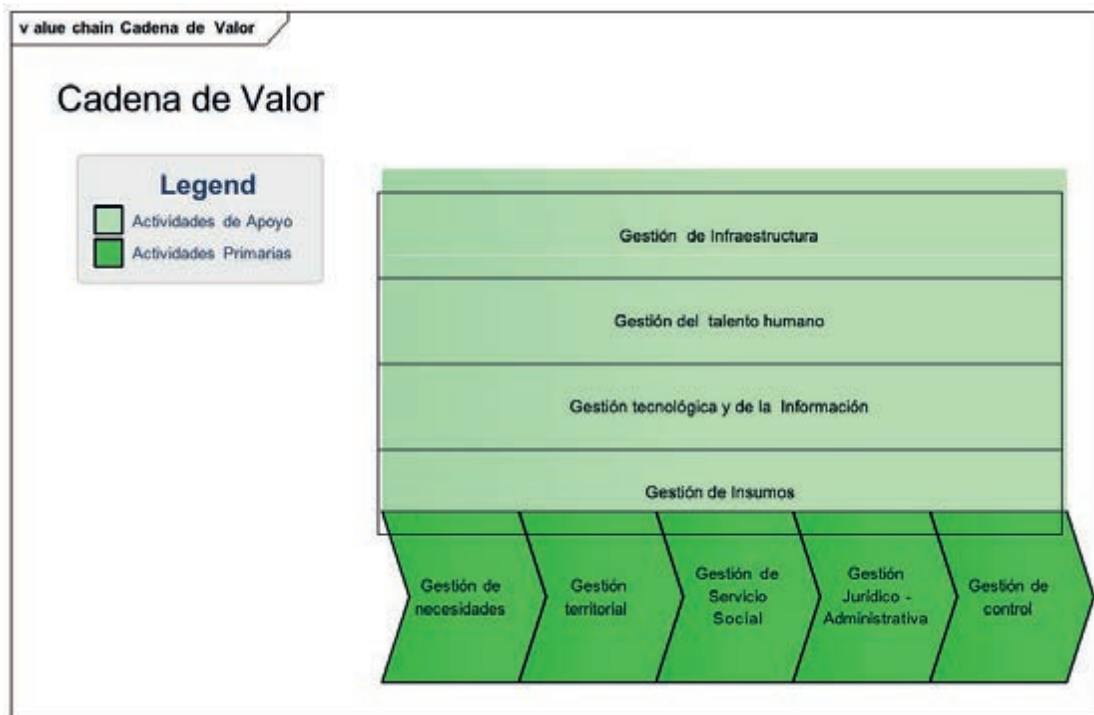 v alue chain Cadena de Valor
Cadena de Valor
Legend
Actividades de Apoyo
Actividades Primarias
Gestión de Infraestructura
Gestión del talento humano
Gestión tecnológica y de la Información
Gestión de Insumos
Gestión de
necesidades
Gestión
territorial
Gestión de
Servicio
Social
Gestión
Jurídico -
Administrativa
Gestión de
control